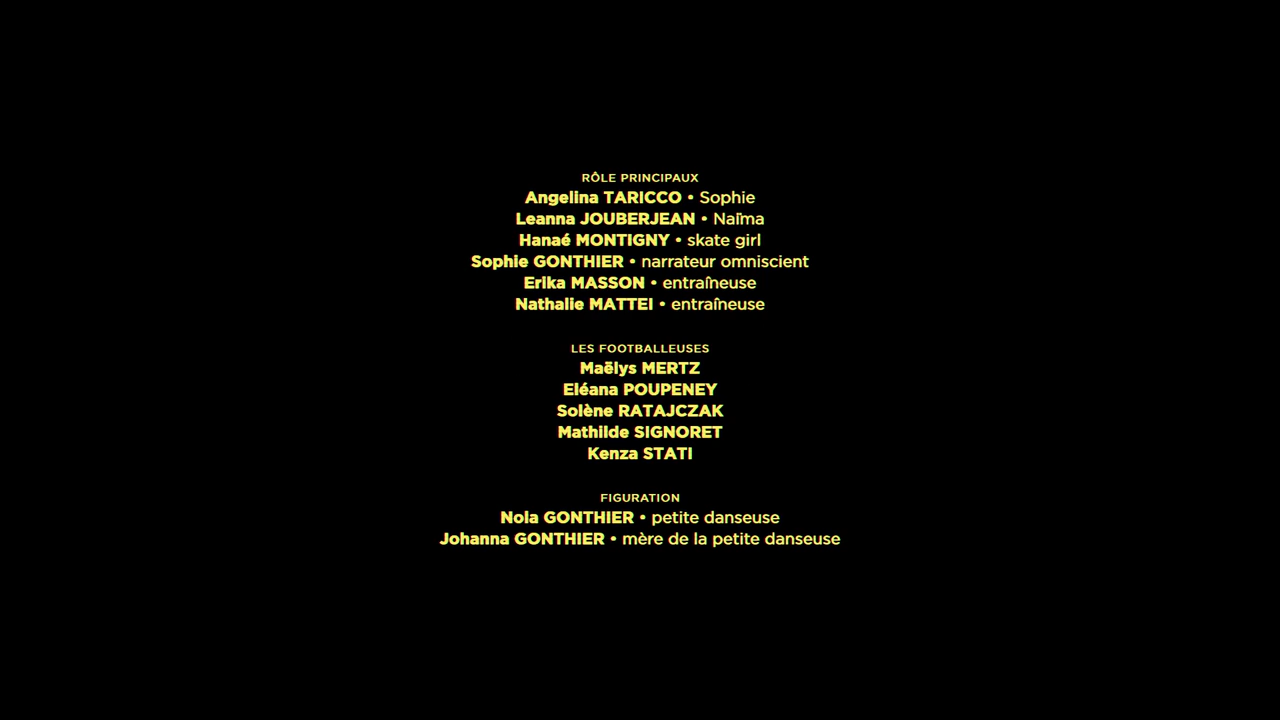 RÔLE PRINCIPAUX
Angelina TARICCO • Sophie
Leanna JOUBERJEAN • Naïma
Hanaé MONTIGNY • skate girl
Sophie GONTHIER • narrateur omniscient
Erika MASSON • entraîneuse
Nathalie MATTEI • entraîneuse
LES FOOTBALLEUSES
Maëlys MERTZ
Eléana POUPENEY
Solène RATAJCZAK
Mathilde SIGNORET
Kenza STATI
FIGURATION
Nola GONTHIER • petite danseuse
Johanna GONTHIER • mère de la petite danseuse